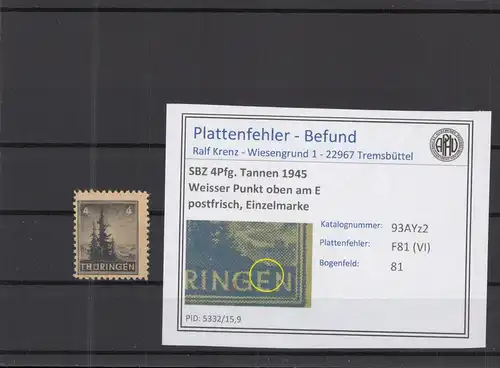 4 4
THÜRINGEN
Plattenfehler - Befund
Ralf Krenz - Wiesengrund 1 - 22967 Tremsbüttel
SBZ 4Pfg. Tannen 1945
Weisser Punkt oben am E
postfrisch, Einzelmarke
Katalognummer: 93AYz2
Plattenfehler: F81 (VI)
Bogenfeld: 81
RINGEN
PID: 5332/15,9